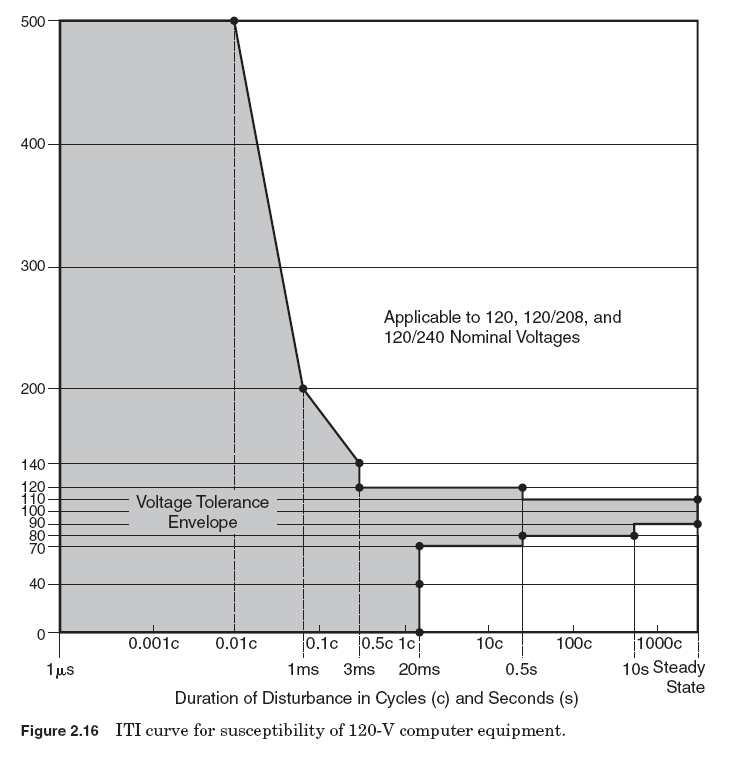 500
400
300
Applicable to 120, 120/208, and
120/240 Nominal Voltages
200
140
120
110
100
90
80
70
40
0
Voltage Tolerance
Envelope
0.001c 0.01c 0.1c 0.5c 1c 10c 100c 1000c
1μs 1ms 3ms 20ms 0.5s 10s Steady
State
Duration of Disturbance in Cycles (c) and Seconds (s)
Figure 2.16 ITI curve for susceptibility of 120-V computer equipment.